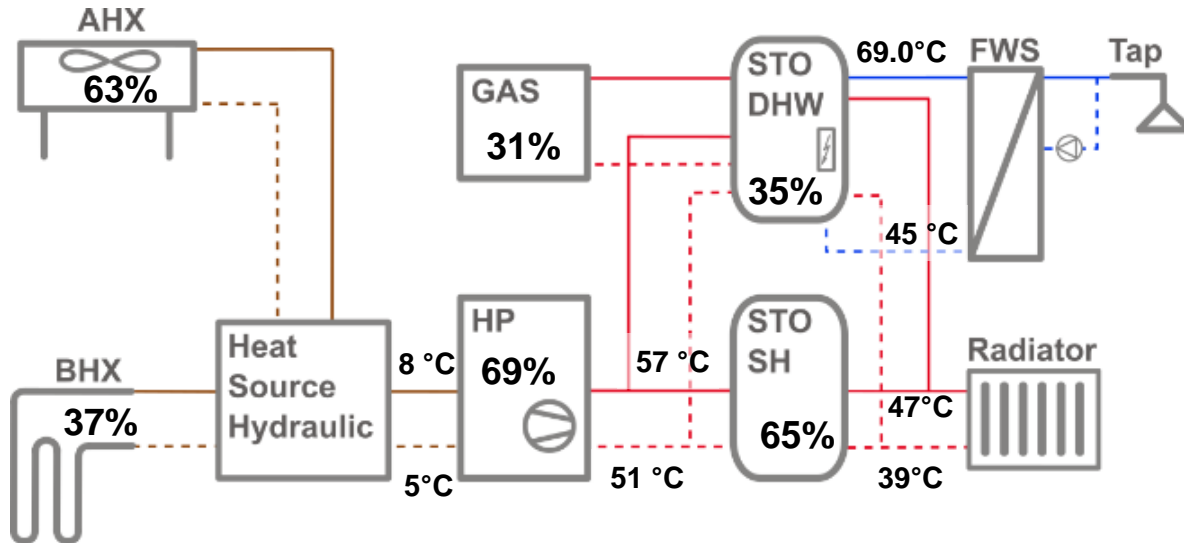 AHX
63%
GAS
31%
STO
DHW
35%
69.0°C
FWS
Tap
45 °C
BHX
37%
Heat
Source
Hydraulic
8 °C
5°C
HP
69%
57 °C
51 °C
STO
SH
65%
47°C
39°C
Radiator